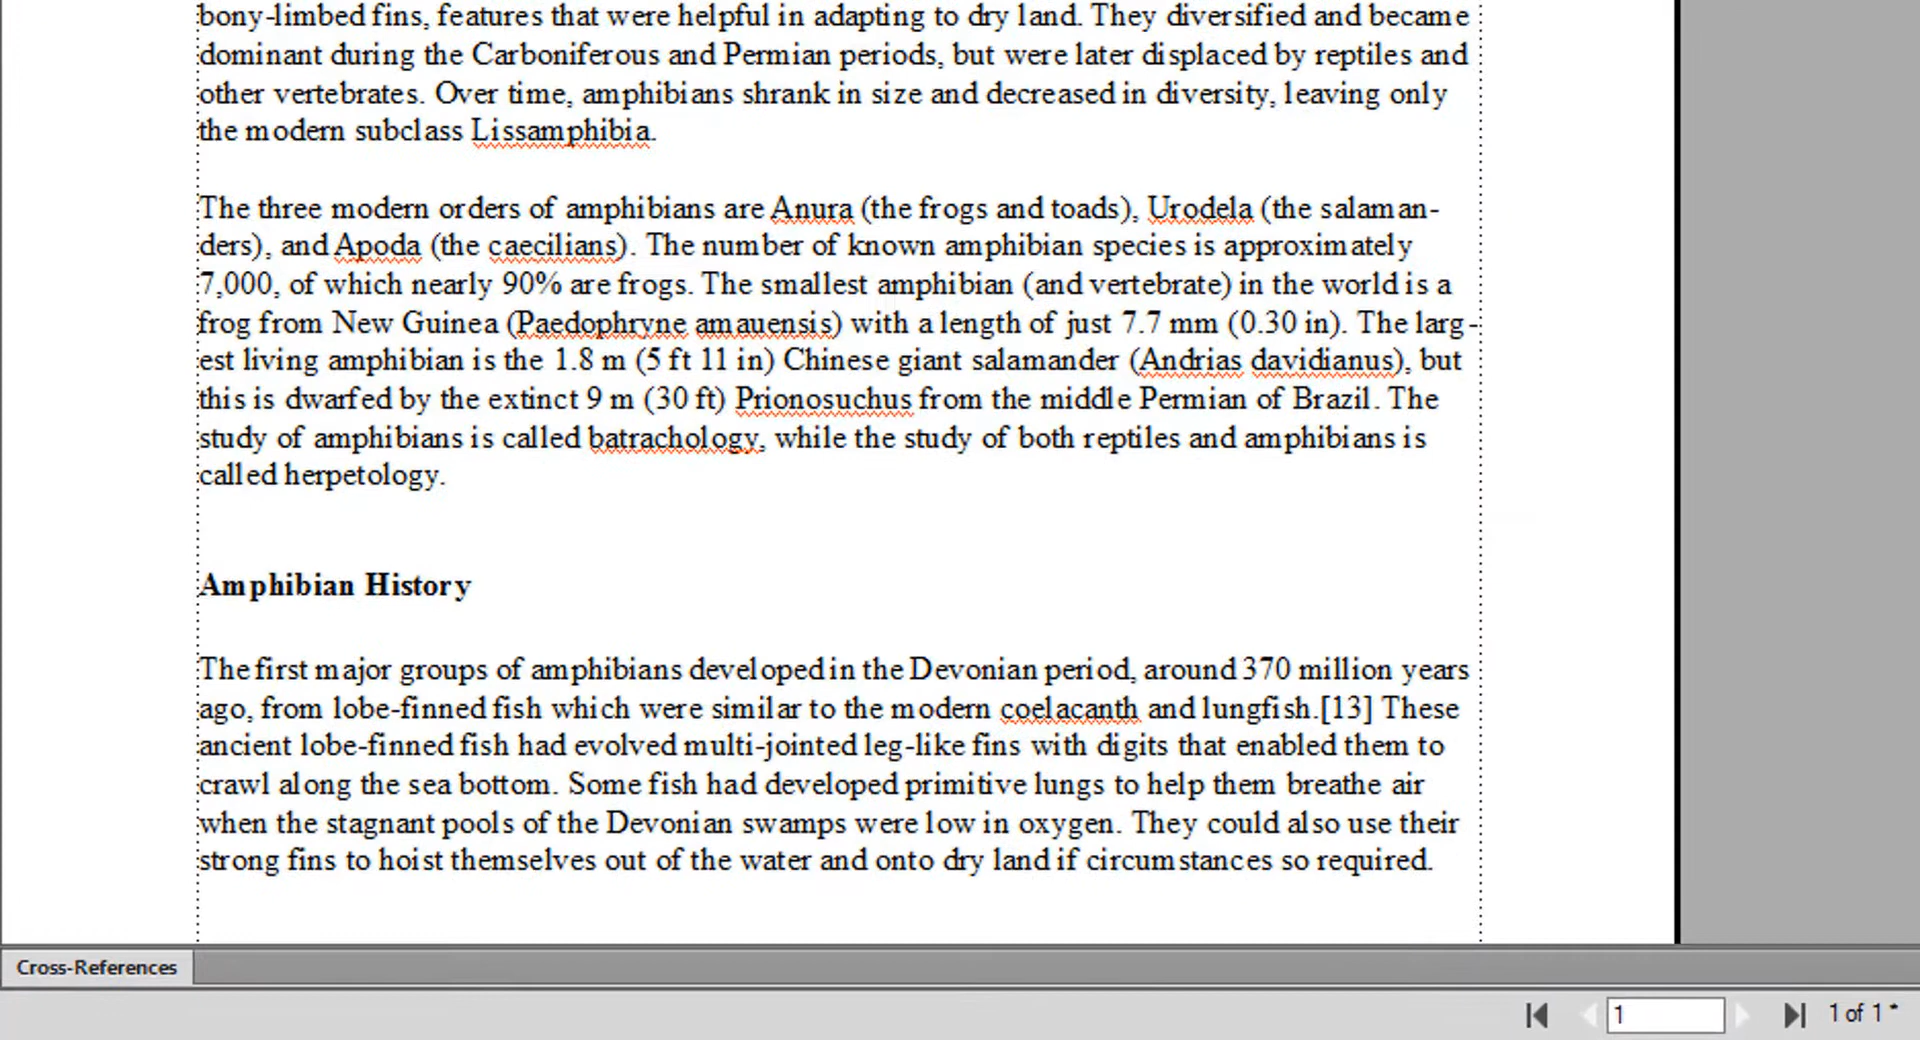 bony-limbed fins, features that were helpful in adapting to dry land. They diversified and became
dominant during the Carboniferous and Permian periods, but were later displaced by reptiles and
other vertebrates. Over time, amphibians shrank in size and decreased in diversity, leaving only
the modern subclass Lissamphibia.
The three modern orders of amphibians are Anura (the frogs and toads), Urodela (the salaman-
ders), and Apoda (the caecilians). The number of known amphibian species is approximately
7,000, of which nearly 90% are frogs. The smallest amphibian (and vertebrate) in the world is a
frog from New Guinea (Paedophryne amauensis) with a length of just 7.7 mm (0.30 in). The larg-
est living amphibian is the 1.8 m (5 ft 11 in) Chinese giant salamander (Andrias davidianus), but
this is dwarfed by the extinct 9 m (30 ft) Prionosuchus from the middle Permian of Brazil. The
study of amphibians is called batrachology, while the study of both reptiles and amphibians is
called herpetology.
Amphibian History
The first major groups of amphibians developed in the Devonian period, around 370 million years
ago, from lobe-finned fish which were similar to the modern coelacanth and lungfish.[13] These
ancient lobe-finned fish had evolved multi-jointed leg-like fins with digits that enabled them to
crawl along the sea bottom. Some fish had developed primitive lungs to help them breathe air
when the stagnant pools of the Devonian swamps were low in oxygen. They could also use their
strong fins to hoist themselves out of the water and onto dry land if circumstances so required.
Cross-References
1
1 of 1 *